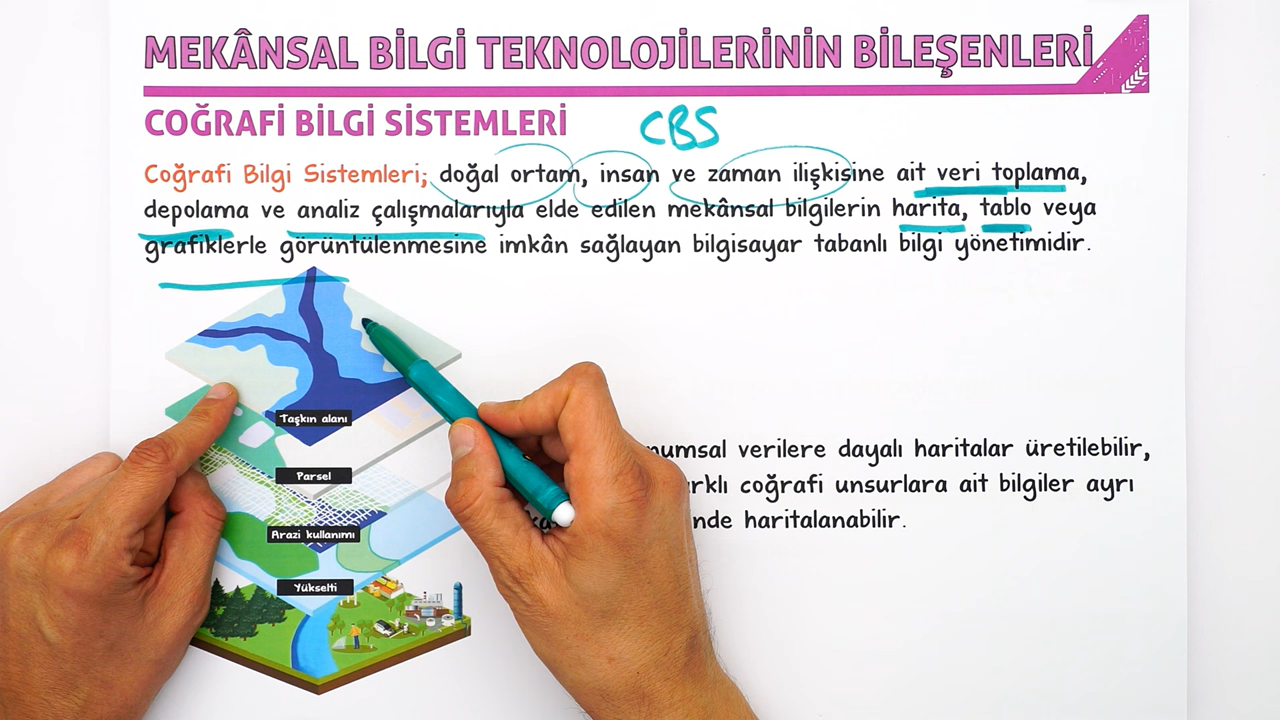 MEKÂNSAL BİLGİ TEKNOLOJİLERİNİN BİLEŞENLERİ
COĞRAFİ BİLGİ SİSTEMLERİ CBS
Coğrafi Bilgi Sistemleri; doğal ortam, insan ve zaman ilişkisine ait veri toplama,
depolama ve analiz çalışmalarıyla elde edilen mekânsal bilgilerin harita, tablo veya
grafiklerle görüntülenmesine imkân sağlayan bilgisayar tabanlı bilgi yönetimidir.
Taşkın alanı
Parsel
Arazi kullanımı
Yükselti
verilere dayalı haritalar üretilebilir,
coğrafi unsurlara ait bilgiler ayrı
haritalanabilir.